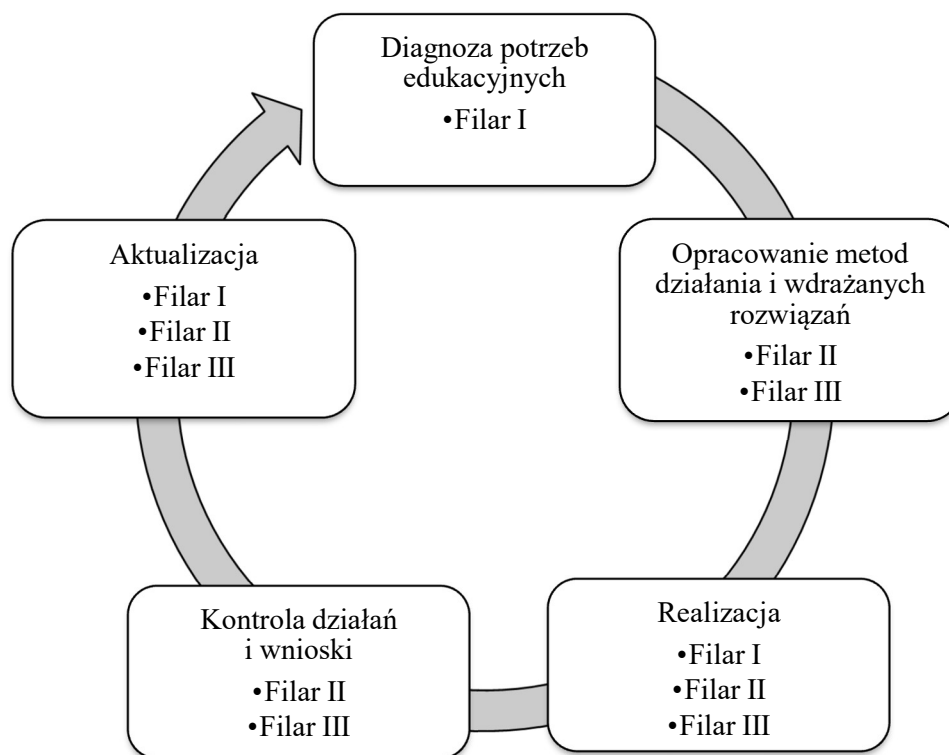 Diagnoza potrzeb
edukacyjnych
•Filar I
Opracowanie metod
działania i wdrażanych
rozwiązań
•Filar II
•Filar III
Realizacja
•Filar I
•Filar II
•Filar III
Kontrola działań
i wnioski
•Filar II
•Filar III
Aktualizacja
•Filar I
•Filar II
•Filar III